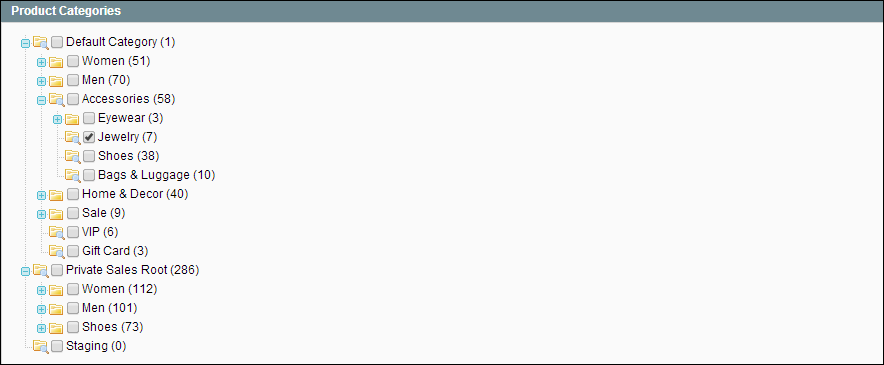 Product Categories
Default Category (1)
Women (51)
Men (70)
Accessories (58)
Eyewear (3)
Jewelry (7)
Shoes (38)
Bags & Luggage (10)
Home & Decor (40)
Sale (9)
VIP (6)
Gift Card (3)
Private Sales Root (286)
Women (112)
Men (101)
Shoes (73)
Staging (0)